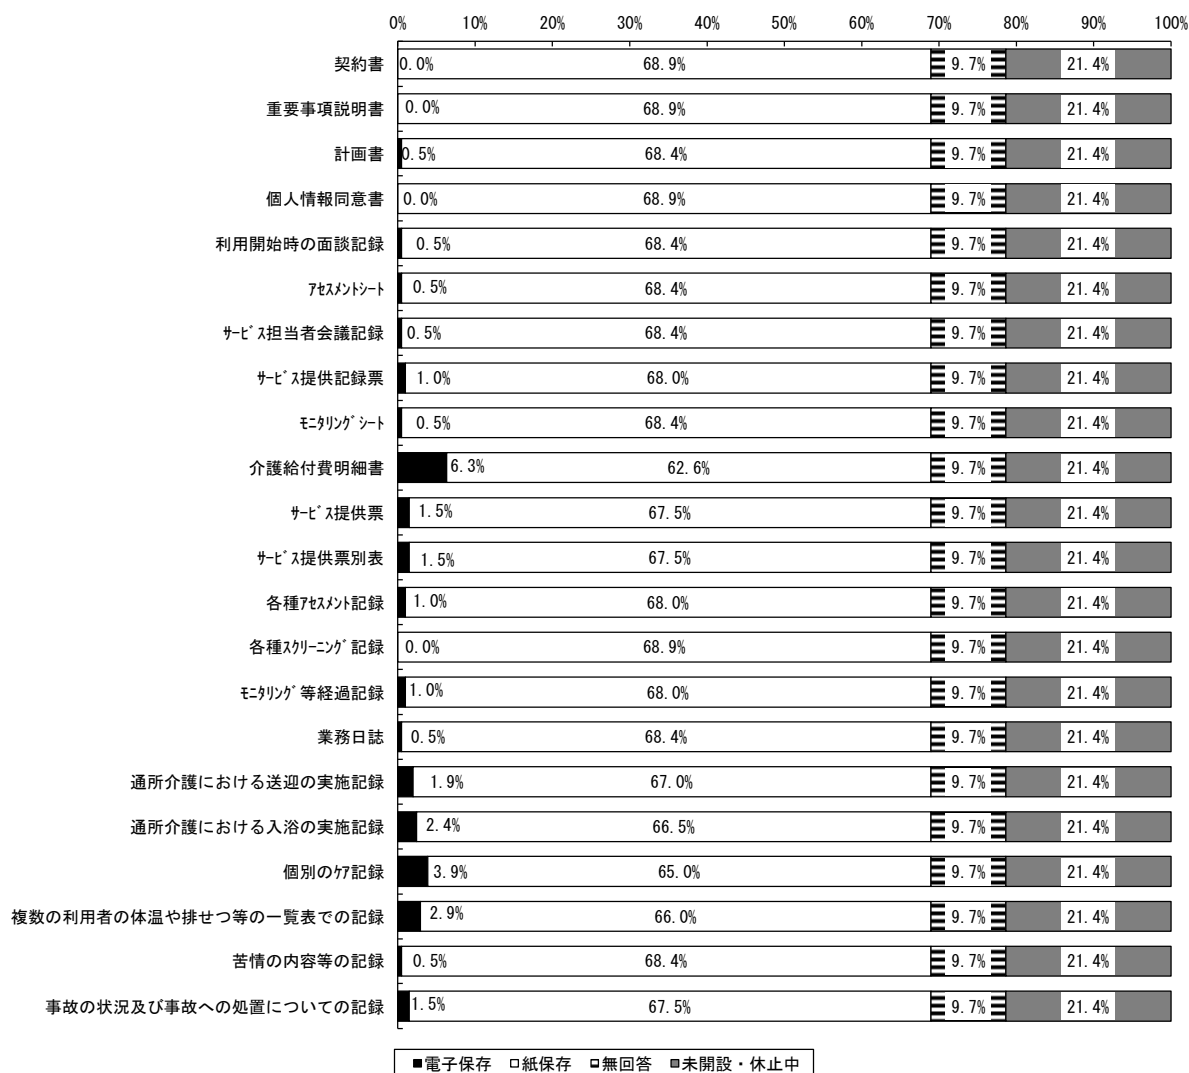 0% 10% 20% 30% 40% 50% 60% 70% 80% 90% 100%
契約書 0.0% 68.9% 9.7% 21.4%
重要事項説明書 0.0% 68.9% 9.7% 21.4%
計画書 0.5% 68.4% 9.7% 21.4%
個人情報同意書 0.0% 68.9% 9.7% 21.4%
利用開始時の面談記録 0.5% 68.4% 9.7% 21.4%
ｱｾｽﾒﾝﾄｼｰﾄ 0.5% 68.4% 9.7% 21.4%
ｻｰﾋﾞｽ担当者会議記録 0.5% 68.4% 9.7% 21.4%
ｻｰﾋﾞｽ提供記録票 1.0% 68.0% 9.7% 21.4%
ﾓﾆﾀﾘﾝｸﾞｼｰﾄ 0.5% 68.4% 9.7% 21.4%
介護給付費明細書 6.3% 62.6% 9.7% 21.4%
ｻｰﾋﾞｽ提供票 1.5% 67.5% 9.7% 21.4%
ｻｰﾋﾞｽ提供票別表 1.5% 67.5% 9.7% 21.4%
各種ｱｾｽﾒﾝﾄ記録 1.0% 68.0% 9.7% 21.4%
各種ｽｸﾘｰﾆﾝｸﾞ記録 0.0% 68.9% 9.7% 21.4%
ﾓﾆﾀﾘﾝｸﾞ等経過記録 1.0% 68.0% 9.7% 21.4%
業務日誌 0.5% 68.4% 9.7% 21.4%
通所介護における送迎の実施記録 1.9% 67.0% 9.7% 21.4%
通所介護における入浴の実施記録 2.4% 66.5% 9.7% 21.4%
個別のｹｱ記録 3.9% 65.0% 9.7% 21.4%
複数の利用者の体温や排せつ等の一覧表での記録 2.9% 66.0% 9.7% 21.4%
苦情の内容等の記録 0.5% 68.4% 9.7% 21.4%
事故の状況及び事故への処置についての記録 1.5% 67.5% 9.7% 21.4%
電子保存 紙保存 無回答 未開設・休止中